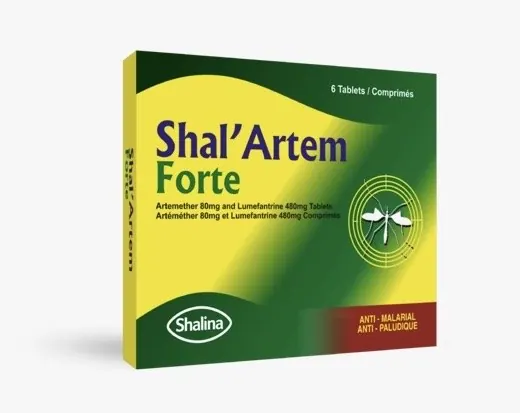 6 Tablets / Comprimés
Shal'Artem
Forte
Artemether 80mg and Lumefantrine 480mg Tablets
Artéméther 80mg et Lumefantrine 480mg Comprimés
Shal'Artem
Forte
Shalina
ANTI - MALARIAL
ANTI - PALUDIQUE